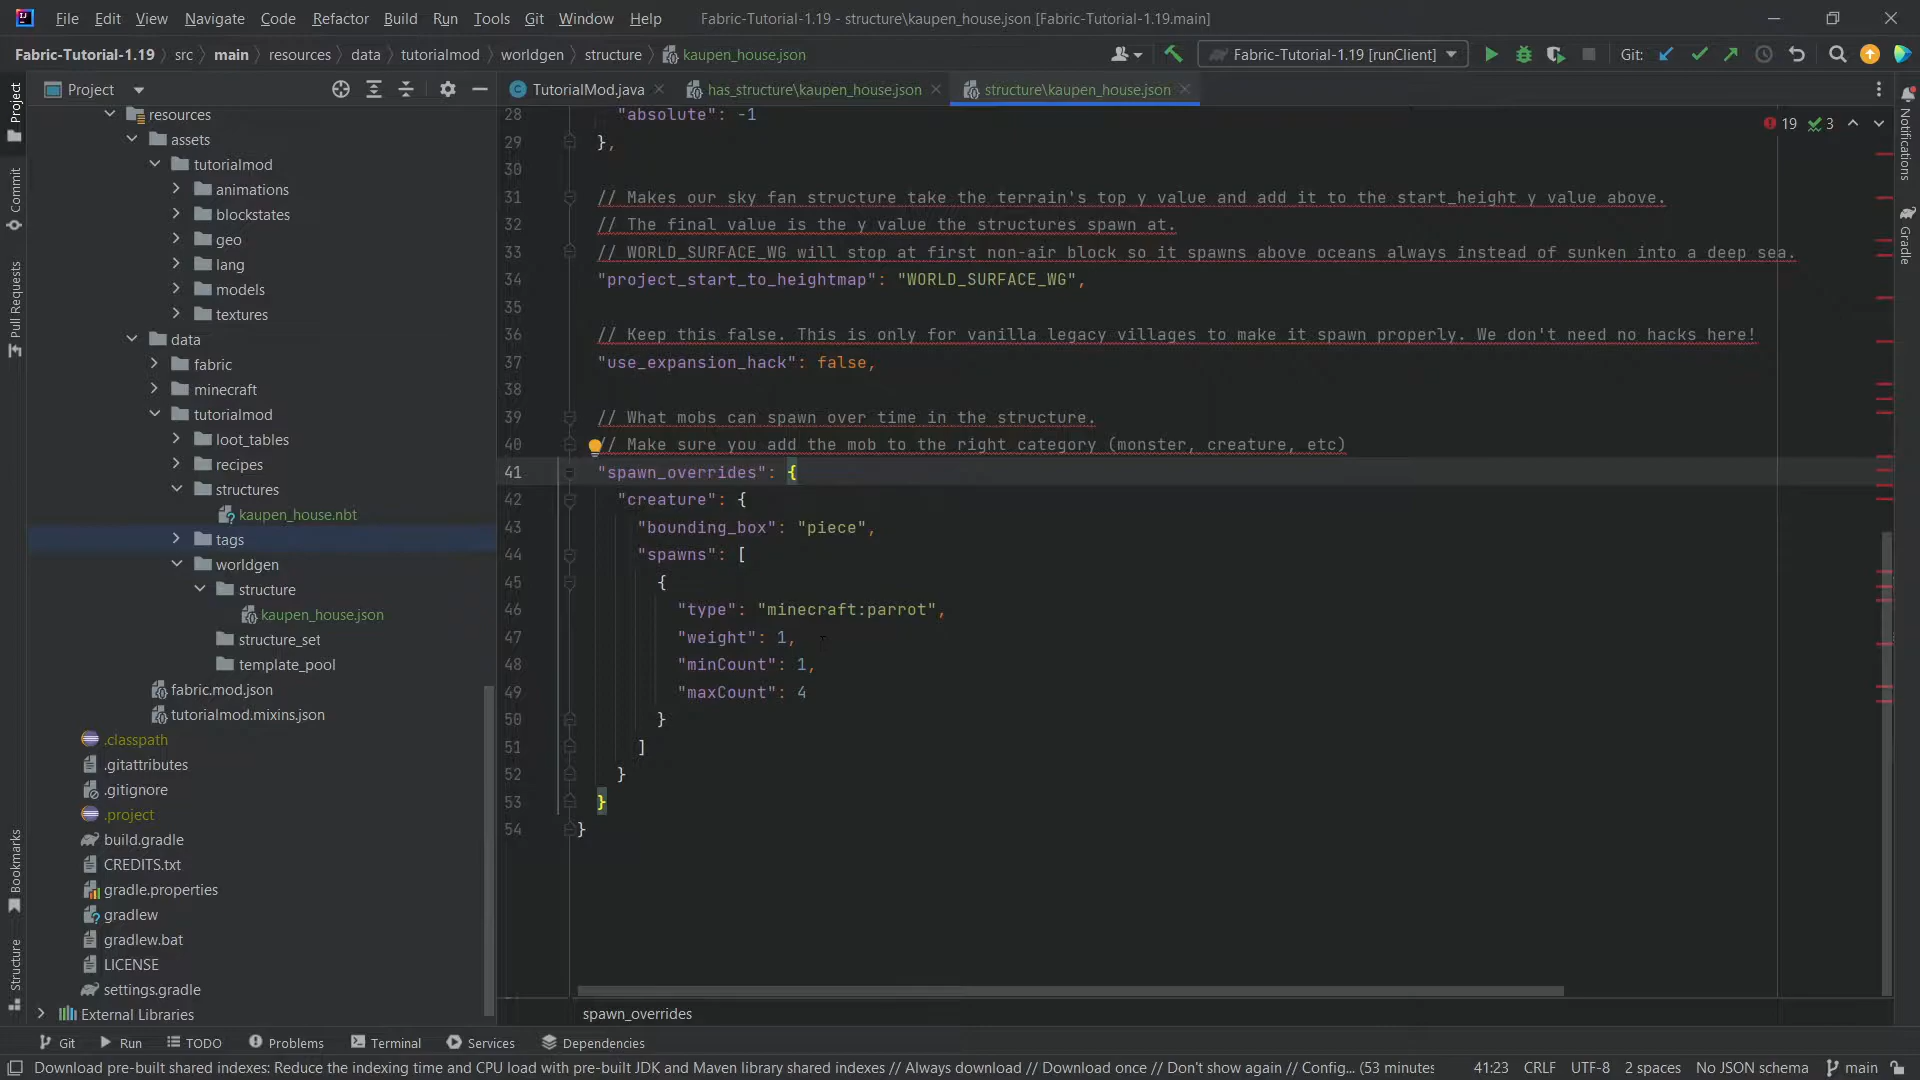 File Edit View Navigate Code Refactor Build Run Tools Git Window Help Fabric-Tutorial-1.19 - structure\kaupen_house.json [Fabric-Tutorial-1.19.main]
Fabric-Tutorial-1.19 src main resources data tutorialmod worldgen structure kaupen_house.json Fabric-Tutorial-1.19 [runClient] Git:
Project TutorialMod.java has_structure\kaupen_house.json structure\kaupen_house.json
Project
Commit
Pull Requests
Bookmarks
Structure
Notifications
Gradle
resources
assets
tutorialmod
animations
blockstates
geo
lang
models
textures
data
fabric
minecraft
tutorialmod
loot_tables
recipes
structures
kaupen_house.nbt
tags
worldgen
structure
kaupen_house.json
structure_set
template_pool
fabric.mod.json
tutorialmod.mixins.json
.classpath
.gitattributes
.gitignore
.project
build.gradle
CREDITS.txt
gradle.properties
gradlew
gradlew.bat
LICENSE
settings.gradle
External Libraries
19 3
28 "absolute": -1
29 },
30
31 // Makes our sky fan structure take the terrain's top y value and add it to the start_height y value above.
32 // The final value is the y value the structures spawn at.
33 // WORLD_SURFACE_WG will stop at first non-air block so it spawns above oceans always instead of sunken into a deep sea.
34 "project_start_to_heightmap": "WORLD_SURFACE_WG",
35
36 // Keep this false. This is only for vanilla legacy villages to make it spawn properly. We don't need no hacks here!
37 "use_expansion_hack": false,
38
39 // What mobs can spawn over time in the structure.
40 // Make sure you add the mob to the right category (monster, creature, etc)
41 "spawn_overrides": {
42 "creature": {
43 "bounding_box": "piece",
44 "spawns": [
45 {
46 "type": "minecraft:parrot",
47 "weight": 1,
48 "minCount": 1,
49 "maxCount": 4
50 }
51 ]
52 }
53 }
54 }
spawn_overrides
Git Run TODO Problems Terminal Services Dependencies
Download pre-built shared indexes: Reduce the indexing time and CPU load with pre-built JDK and Maven library shared indexes // Always download // Download once // Don't show again // Config... (53 minutes 41:23 CRLF UTF-8 2 spaces No JSON schema main